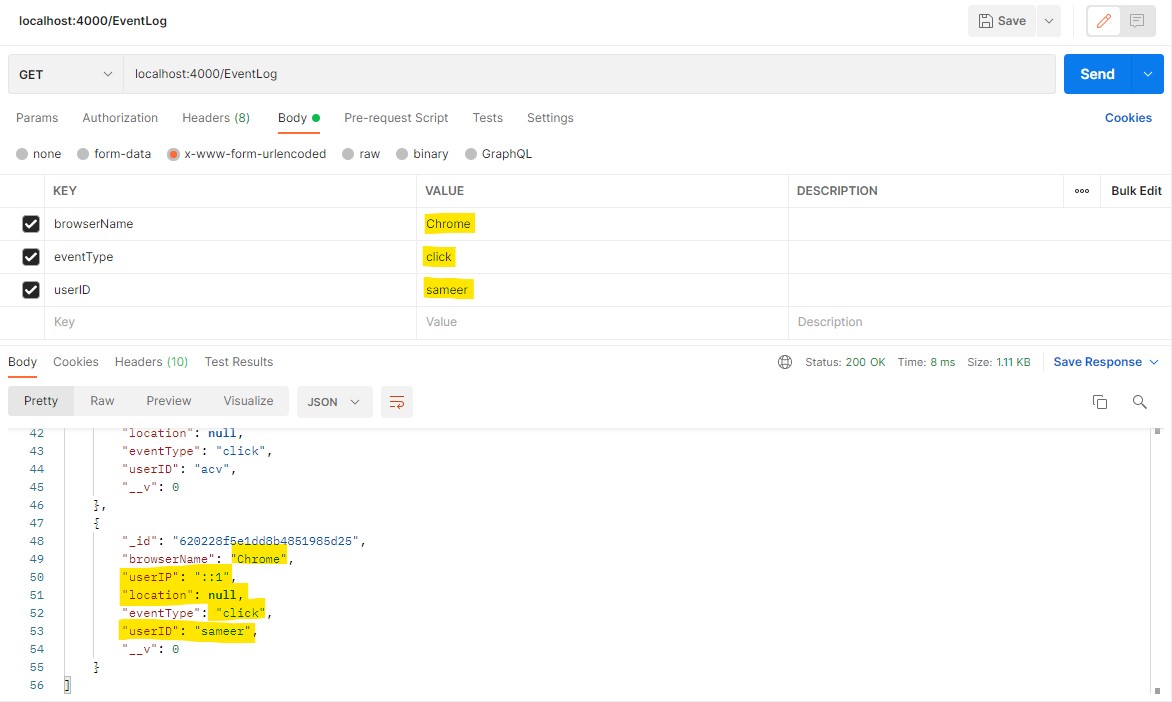 localhost:4000/EventLog Save
GET localhost:4000/EventLog Send
Params Authorization Headers (8) Body Pre-request Script Tests Settings Cookies
none form-data x-www-form-urlencoded raw binary GraphQL
KEY VALUE DESCRIPTION ooo Bulk Edit
browserName Chrome
eventType click
userID sameer
Key Value Description
Body Cookies Headers (10) Test Results Status: 200 OK Time: 8 ms Size: 1.11 KB Save Response
Pretty Raw Preview Visualize JSON
42 "location": null,
43 "eventType": "click",
44 "userID": "acv",
45 "__v": 0
46 },
47 {
48 "_id": "620228f5e1dd8b4851985d25",
49 "browserName": "Chrome",
50 "userIP": "::1",
51 "location": null,
52 "eventType": "click",
53 "userID": "sameer",
54 "__v": 0
55 }
56 ]